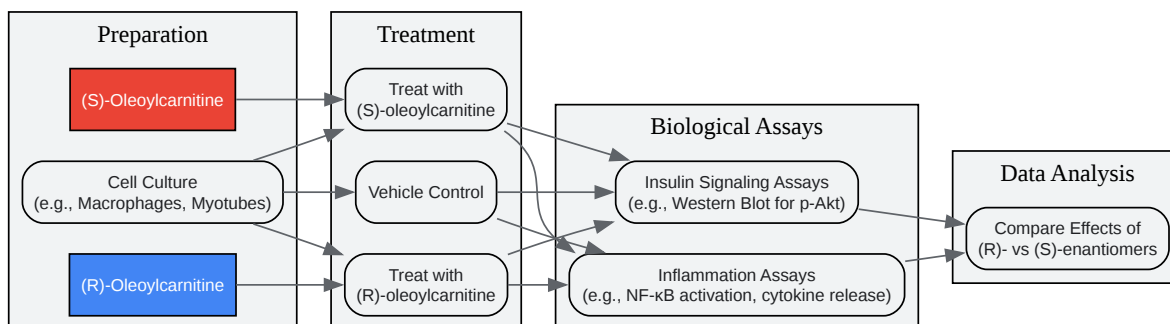 Preparation
(S)-Oleoylcarnitine
Cell Culture
(e.g., Macrophages, Myotubes)
(R)-Oleoylcarnitine
Treatment
Treat with
(S)-oleoylcarnitine
Vehicle Control
Treat with
(R)-oleoylcarnitine
Biological Assays
Insulin Signaling Assays
(e.g., Western Blot for p-Akt)
Inflammation Assays
(e.g., NF-κB activation, cytokine release)
Data Analysis
Compare Effects of
(R)- vs (S)-enantiomers